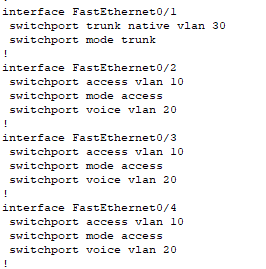 interface FastEthernet0/1
switchport trunk native vlan 30
switchport mode trunk
!
interface FastEthernet0/2
switchport access vlan 10
switchport mode access
switchport voice vlan 20
!
interface FastEthernet0/3
switchport access vlan 10
switchport mode access
switchport voice vlan 20
!
interface FastEthernet0/4
switchport access vlan 10
switchport mode access
switchport voice vlan 20
!